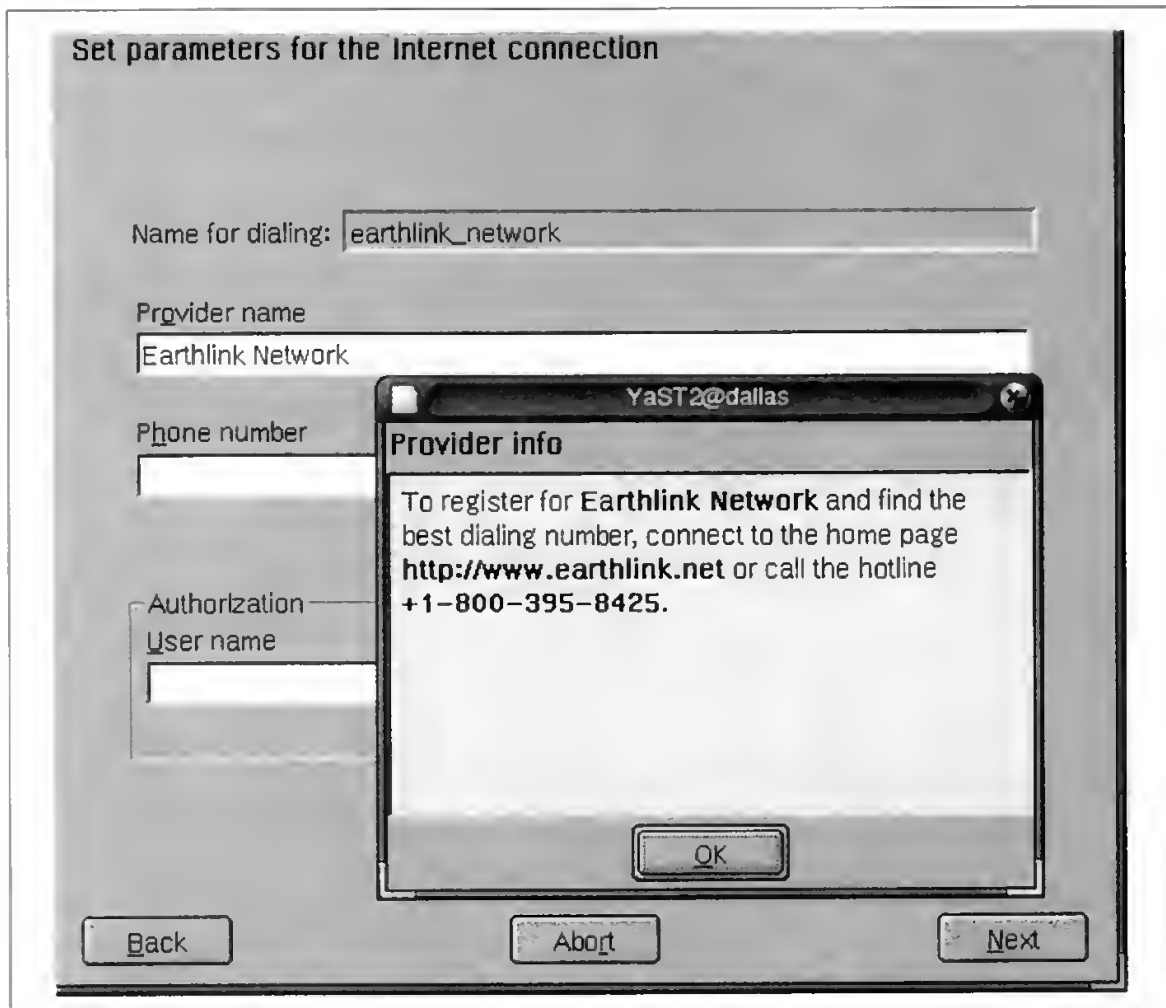 Set parameters for the Internet connection
Name for dialing: earthlink_network
Provider name
Earthlink Network
Phone number
Authorization
User name
YaST2@dallas
Provider info
To register for Earthlink Network and find the
best dialing number, connect to the home page
http://www.earthlink.net or call the hotline
+1-800-395-8425.
OK
Back
Abort
Next